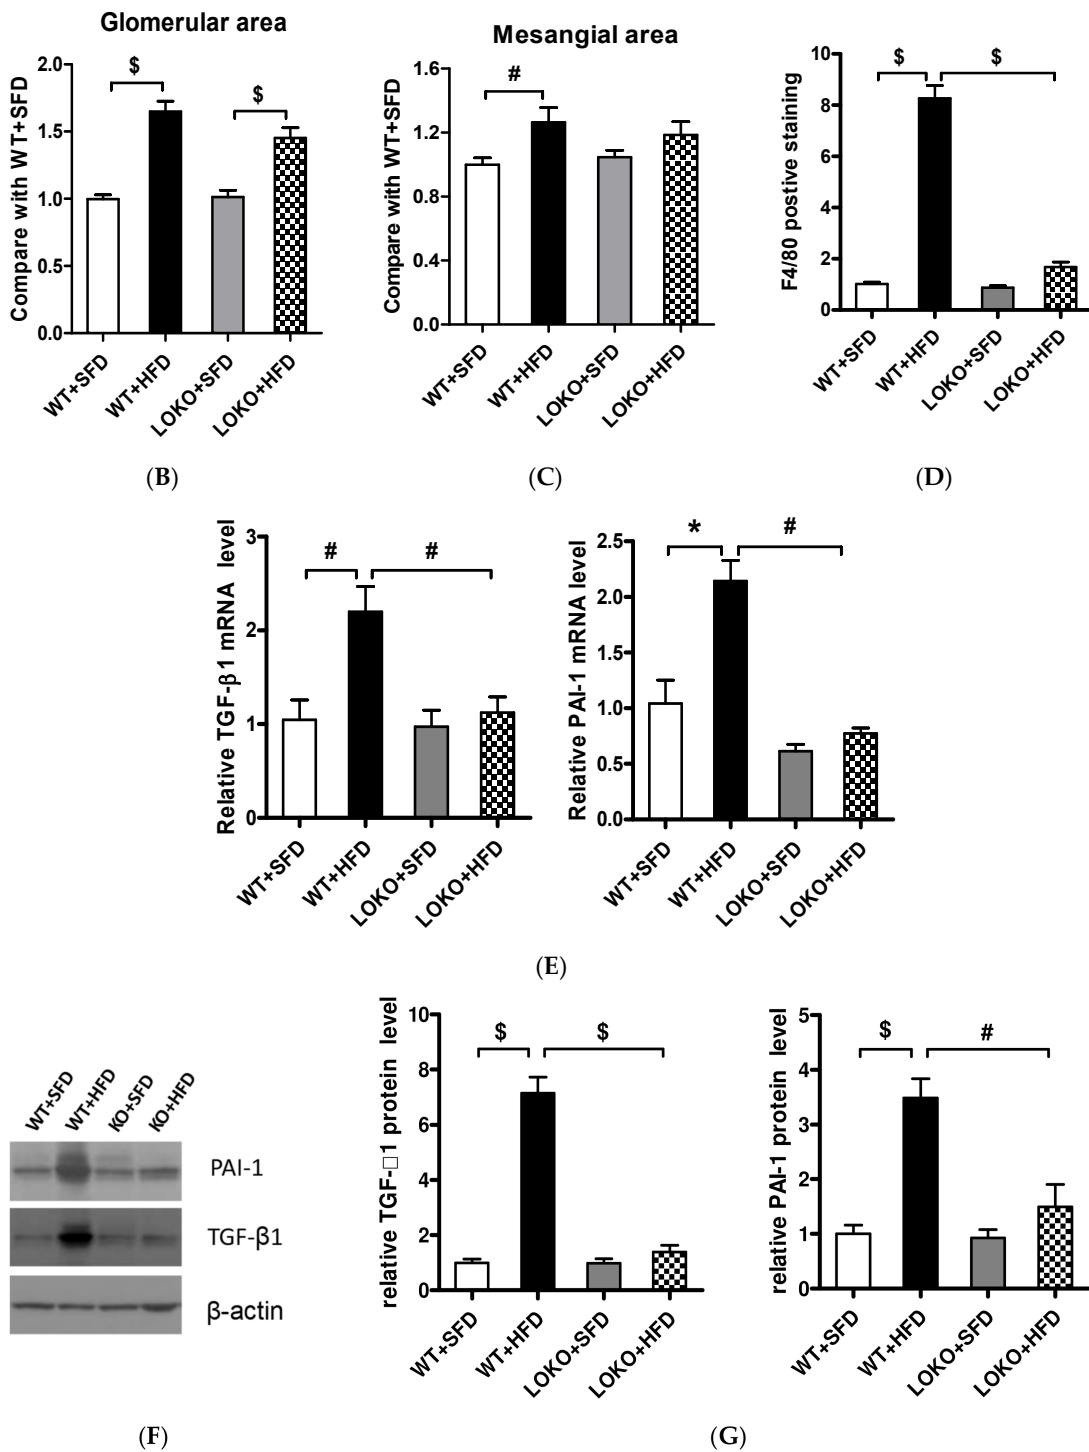 Glomerular area
Compare with WT+SFD
2.0
1.5
1.0
0.5
0.0
$
$
WT+SFD
WT+HFD
LOKO+SFD
LOKO+HFD
(B)
Mesangial area
Compare with WT+SFD
1.6
1.2
0.8
0.4
0.0
#
WT+SFD
WT+HFD
LOKO+SFD
LOKO+HFD
(C)
F4/80 postive staining
10
8
6
4
2
0
$
$
WT+SFD
WT+HFD
LOKO+SFD
LOKO+HFD
(D)
Relative TGF-β1 mRNA level
3
2
1
0
#
#
WT+SFD
WT+HFD
LOKO+SFD
LOKO+HFD
Relative PAI-1 mRNA level
2.5
2.0
1.5
1.0
0.5
0.0
*
#
WT+SFD
WT+HFD
LOKO+SFD
LOKO+HFD
(E)
WT+SFD
WT+HFD
KO+SFD
KO+HFD
PAI-1
TGF-β1
β-actin
(F)
relative TGF-□1 protein level
10
8
6
4
2
0
$
$
WT+SFD
WT+HFD
LOKO+SFD
LOKO+HFD
relative PAI-1 protein level
5
4
3
2
1
0
$
#
WT+SFD
WT+HFD
LOKO+SFD
LOKO+HFD
(G)